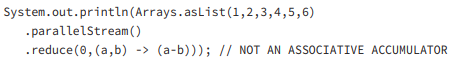 System.out.println(Arrays.asList(1,2,3,4,5,6)
.parallelStream()
.reduce(0,(a,b) -> (a-b))); // NOT AN ASSOCIATIVE ACCUMULATOR